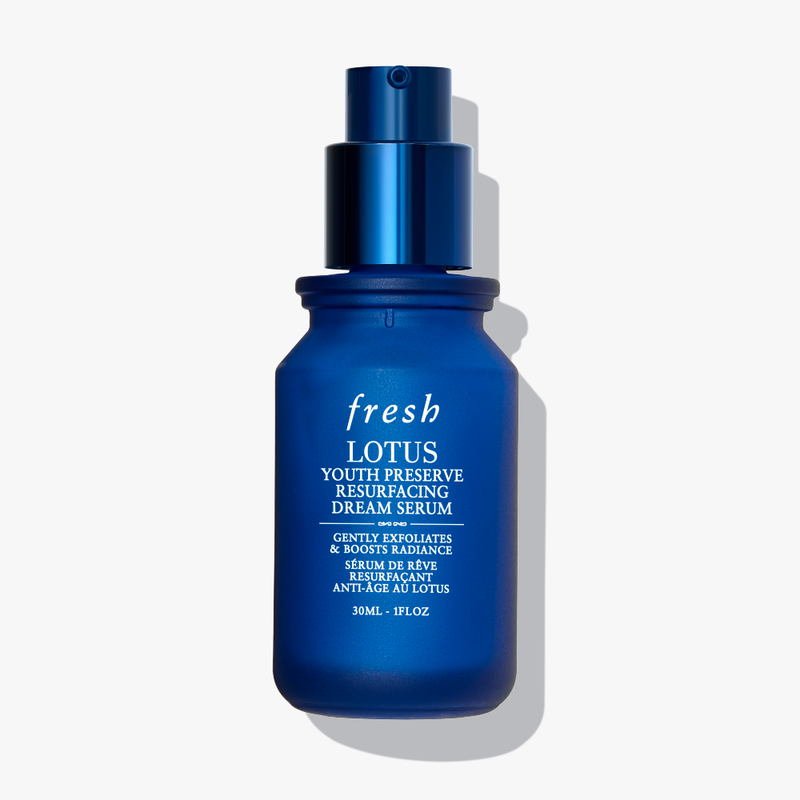 fresh
LOTUS
YOUTH PRESERVE
RESURFACING
DREAM SERUM
GENTLY EXFOLIATES
& BOOSTS RADIANCE
SÉRUM DE RÊVE
RESURFAÇANT
ANTI-ÂGE AU LOTUS
30ML - 1FLOZ